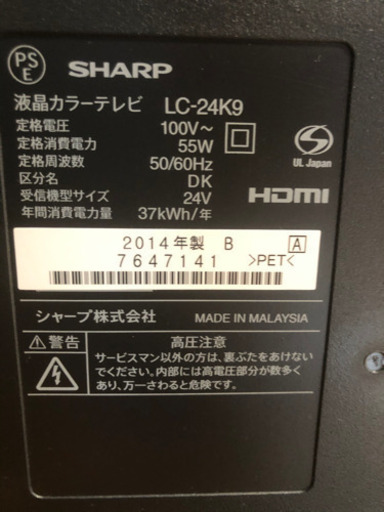 PS
E
SHARP
液晶カラーテレビ LC-24K9
定格電圧 100V~
定格消費電力 55W
定格周波数 50/60Hz
区分名 DK
受信機型サイズ 24V
年間消費電力量 37kWh/年
UL Japan
HDMI
2014年製 B A
7647141 >PET<
シャープ株式会社 MADE IN MALAYSIA
警告 高圧注意
サービスマン以外の方は、裏ぶたをあけない
でください。内部には高電圧部分が数多く
あり、万一さわると危険です。